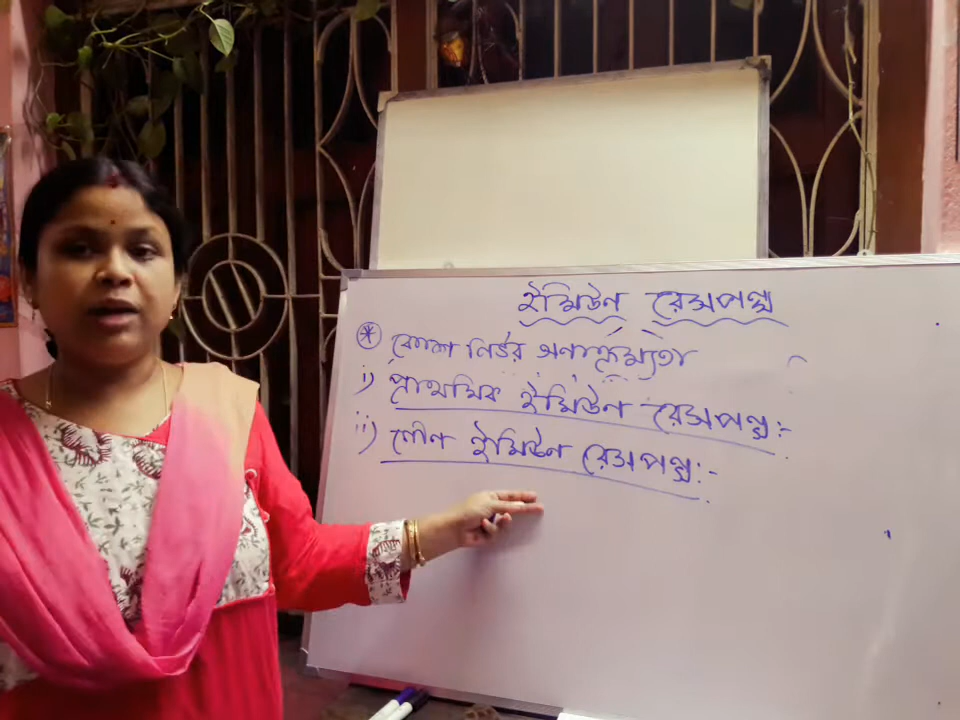 ইমিউন রেসপন্স
* কোশ নির্ভর অনাক্রম্যতা
i) প্রাথমিক ইমিউন রেসপন্স:-
ii) গৌণ ইমিউন রেসপন্স:-